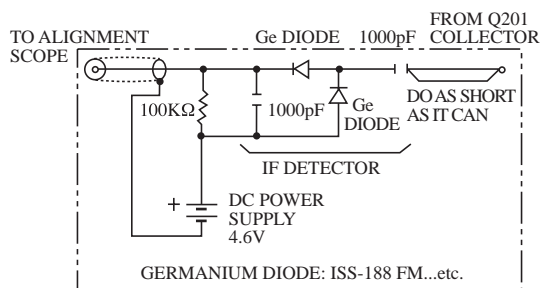 TO ALIGNMENT
SCOPE
Ge DIODE
1000pF
FROM Q201
COLLECTOR
100KΩ
1000pF
Ge
DIODE
DO AS SHORT
AS IT CAN
IF DETECTOR
+
DC POWER
SUPPLY
4.6V
GERMANIUM DIODE: ISS-188 FM...etc.